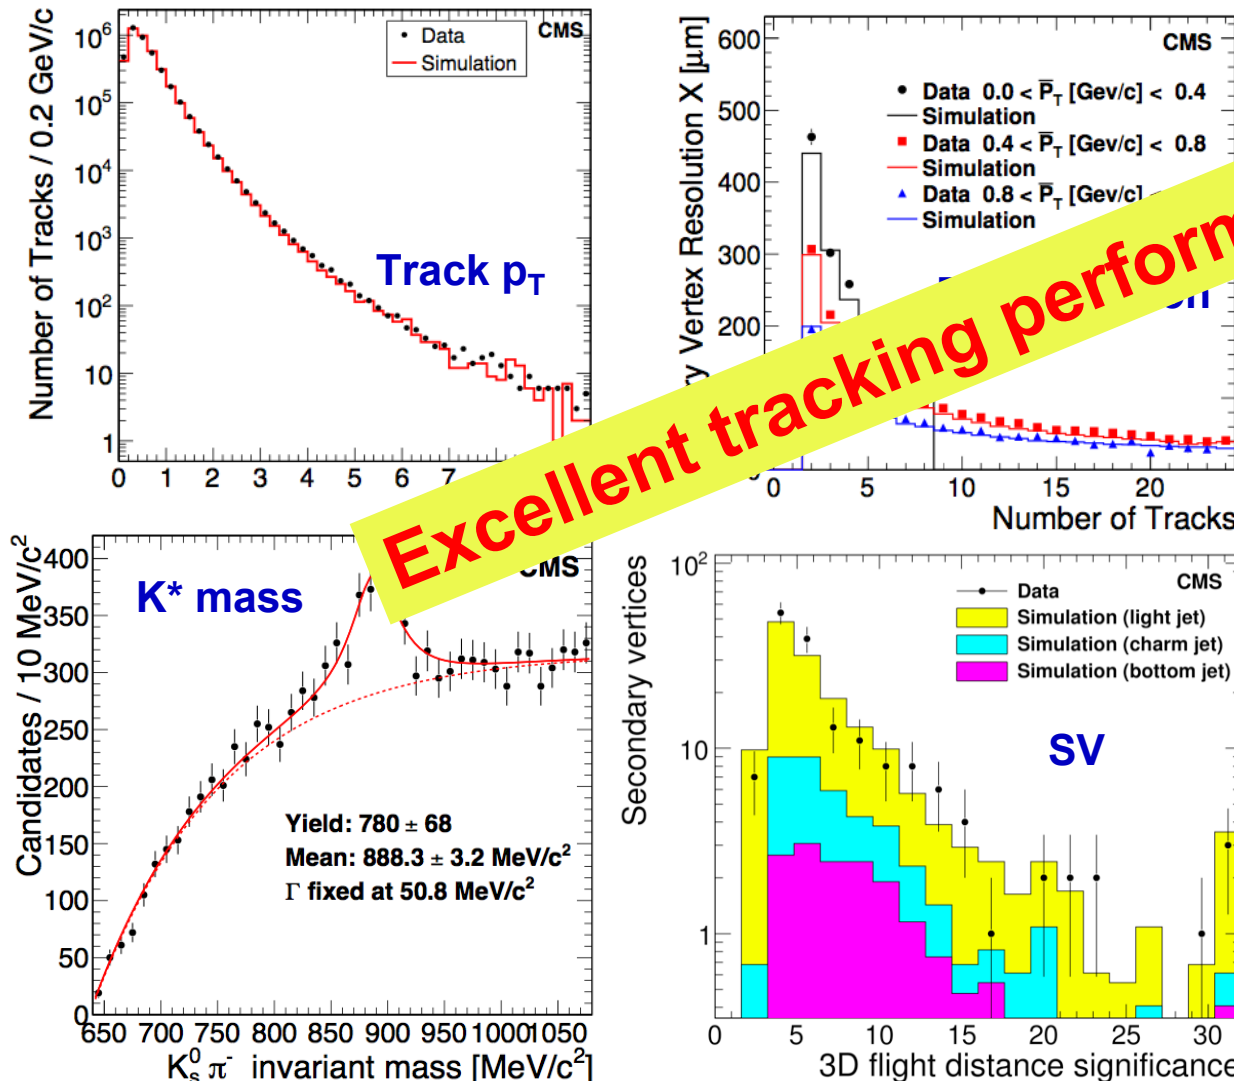 Number of Tracks / 0.2 GeV/c
10⁶
10⁵
10⁴
10³
10²
10
1
0 1 2 3 4 5 6 7
Data
Simulation
CMS
Track p_T
Vertex Resolution X [μm]
600
500
400
300
200
0 5 10 15 20
Number of Tracks
CMS
Data 0.0 < P̅_T [Gev/c] < 0.4
Simulation
Data 0.4 < P̅_T [Gev/c] < 0.8
Simulation
Data 0.8 < P̅_T [Gev/c] <
Simulation
Excellent tracking perform
Candidates / 10 MeV/c²
400
350
300
250
200
150
100
50
0
650 700 750 800 850 900 950 1000 1050
K⁰_s π⁻ invariant mass [MeV/c²]
K* mass
CMS
Yield: 780 ± 68
Mean: 888.3 ± 3.2 MeV/c²
Γ fixed at 50.8 MeV/c²
Secondary vertices
10²
10
1
0 5 10 15 20 25 30
3D flight distance significance
CMS
Data
Simulation (light jet)
Simulation (charm jet)
Simulation (bottom jet)
SV